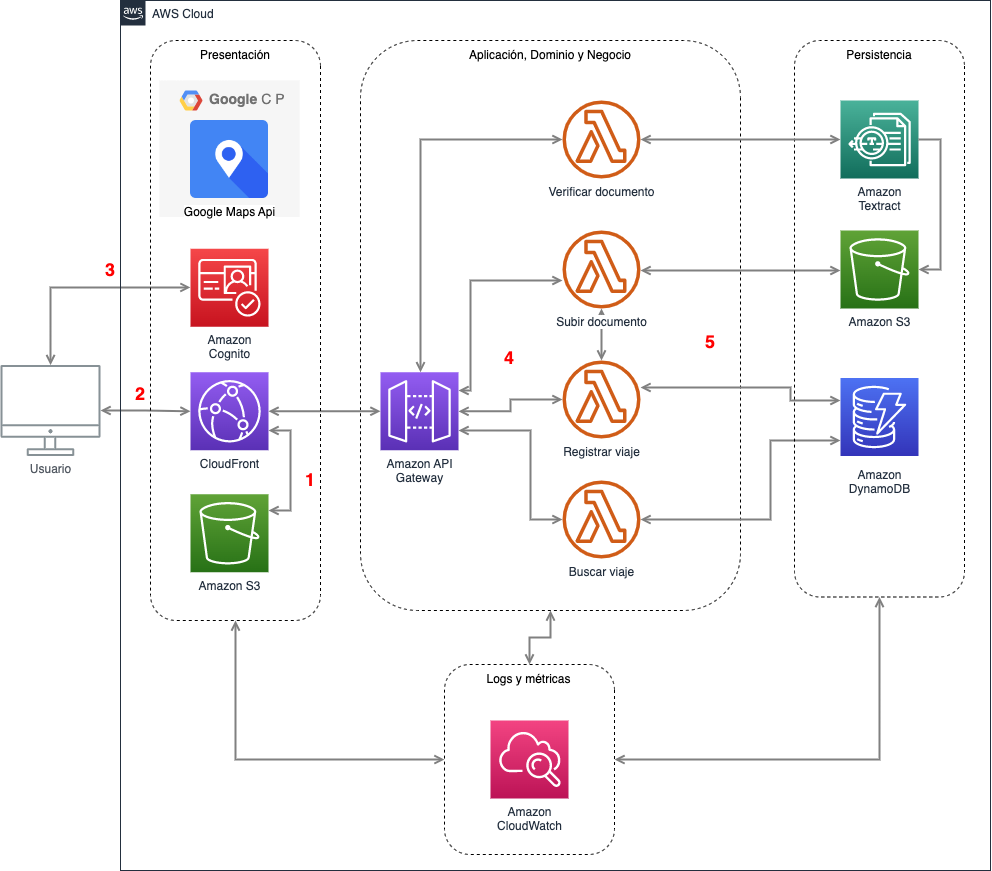 aws
AWS Cloud
Presentación
Aplicación, Dominio y Negocio
Persistencia
Google C P
Google Maps Api
Verificar documento
Amazon
Textract
3
Amazon
Cognito
Subir documento
Amazon S3
4
5
2
Usuario
CloudFront
Amazon API
Gateway
Registrar viaje
Amazon
DynamoDB
1
Amazon S3
Buscar viaje
Logs y métricas
Amazon
CloudWatch